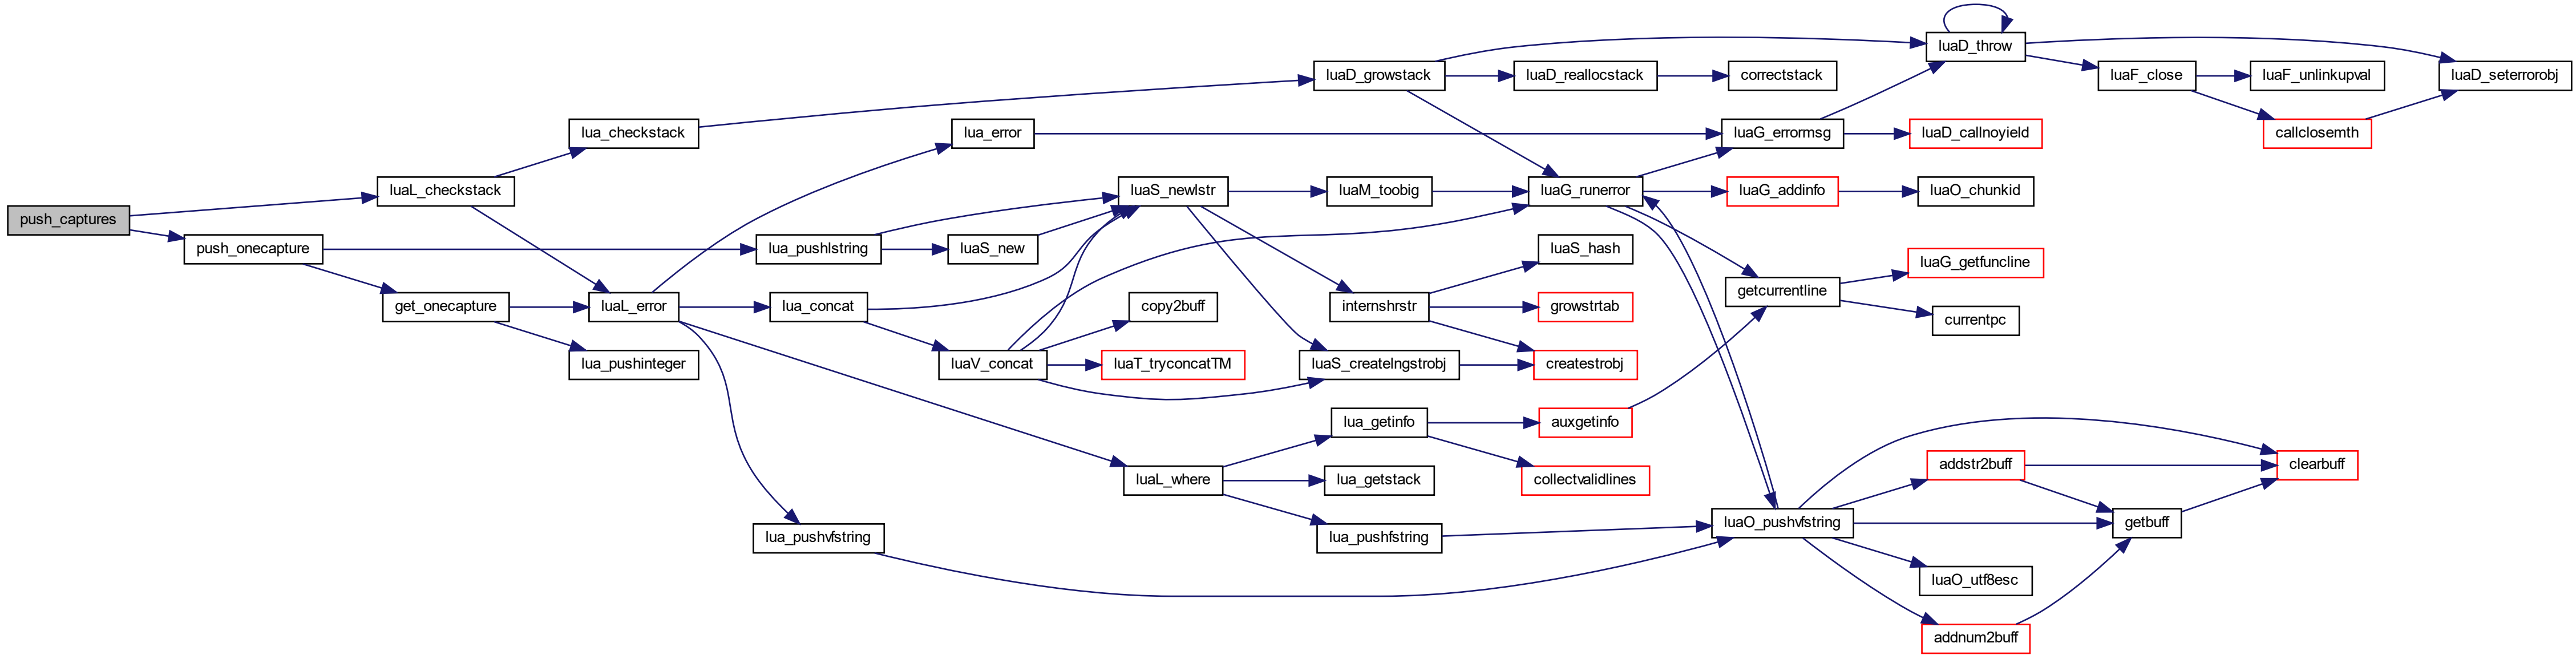 push_captures
luaL_checkstack
push_onecapture
lua_checkstack
get_onecapture
luaL_error
lua_pushinteger
lua_error
lua_pushlstring
luaS_new
lua_concat
luaV_concat
lua_pushvfstring
luaS_newlstr
copy2buff
luaT_tryconcatTM
luaL_where
luaD_growstack
luaM_toobig
internshrstr
luaS_createlngstrobj
lua_getinfo
lua_getstack
lua_pushfstring
luaD_reallocstack
luaG_runerror
luaS_hash
growstrtab
createstrobj
auxgetinfo
collectvalidlines
correctstack
luaG_errormsg
luaG_addinfo
getcurrentline
luaO_pushvfstring
luaD_throw
luaD_callnoyield
luaO_chunkid
luaG_getfuncline
currentpc
addstr2buff
luaO_utf8esc
addnum2buff
luaF_close
getbuff
luaF_unlinkupval
callclosemth
clearbuff
luaD_seterrorobj